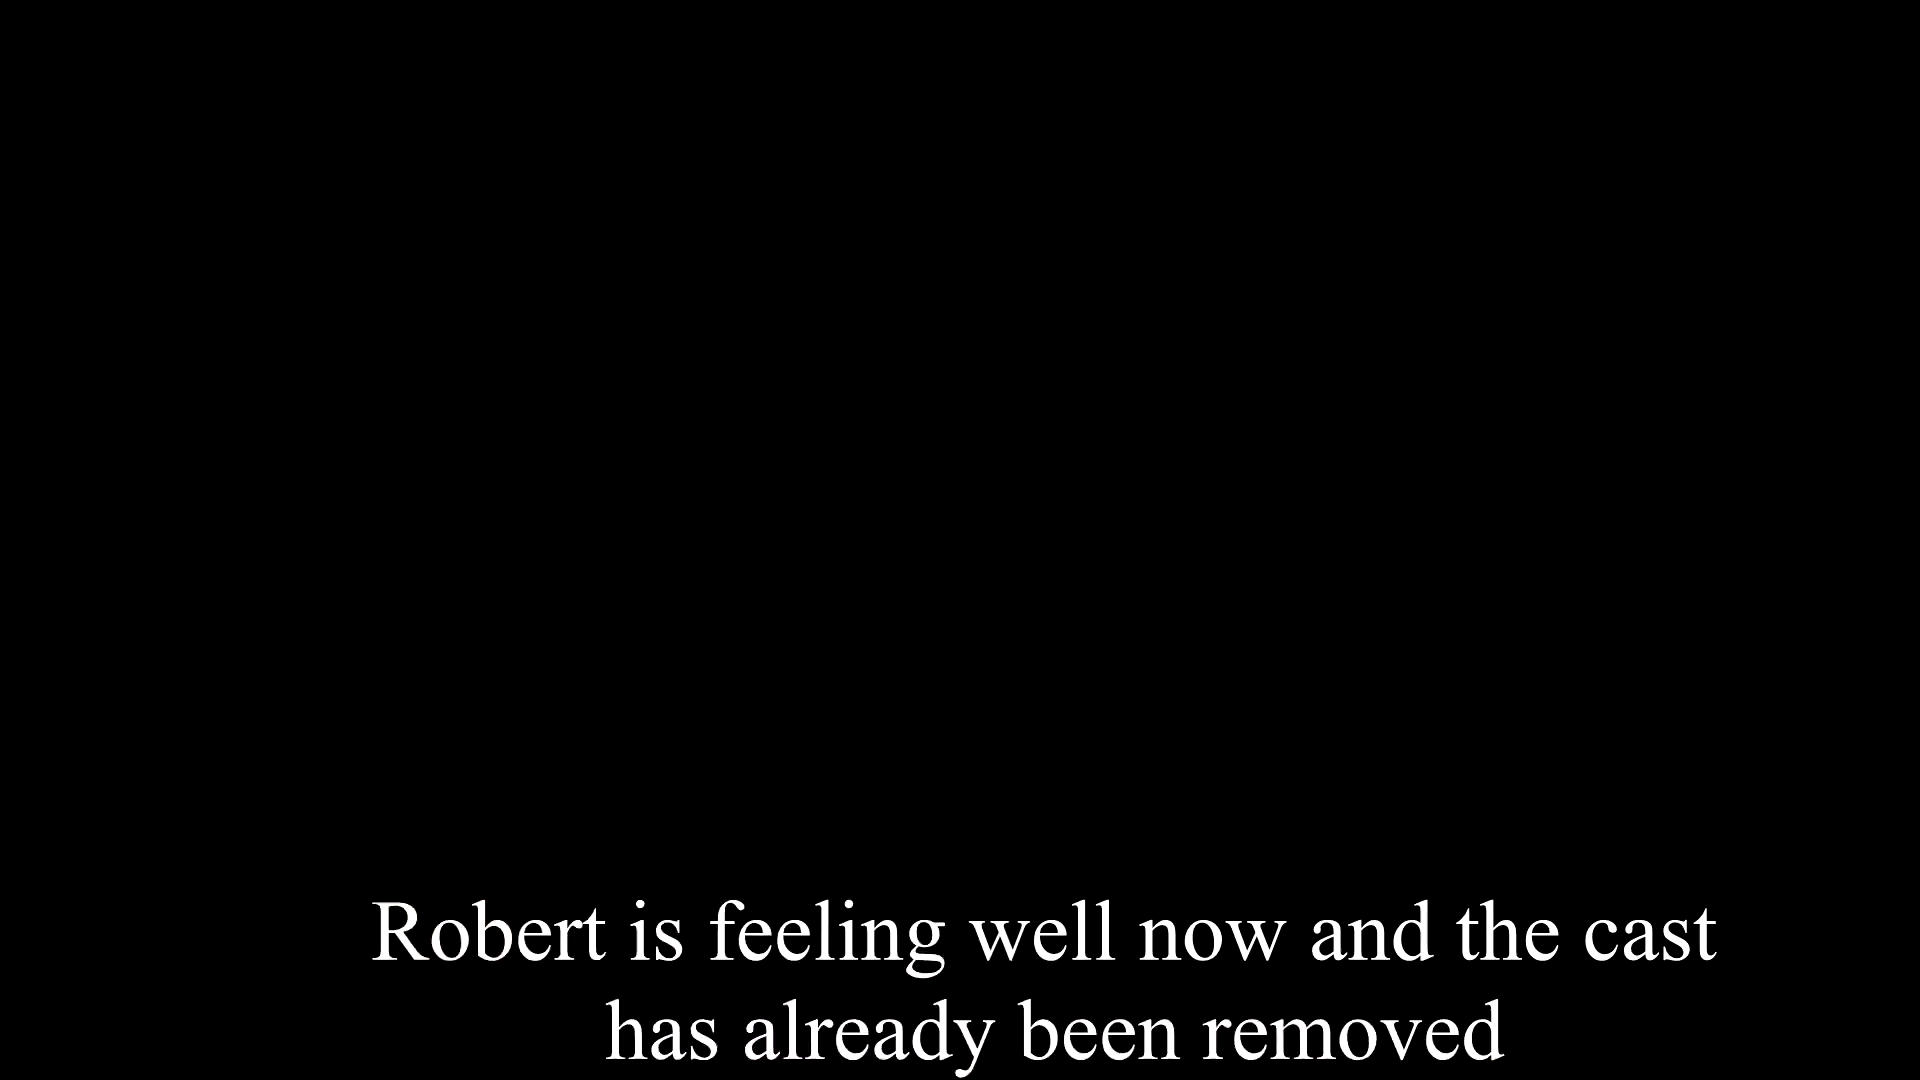 Robert is feeling well now and the cast
has already been removed